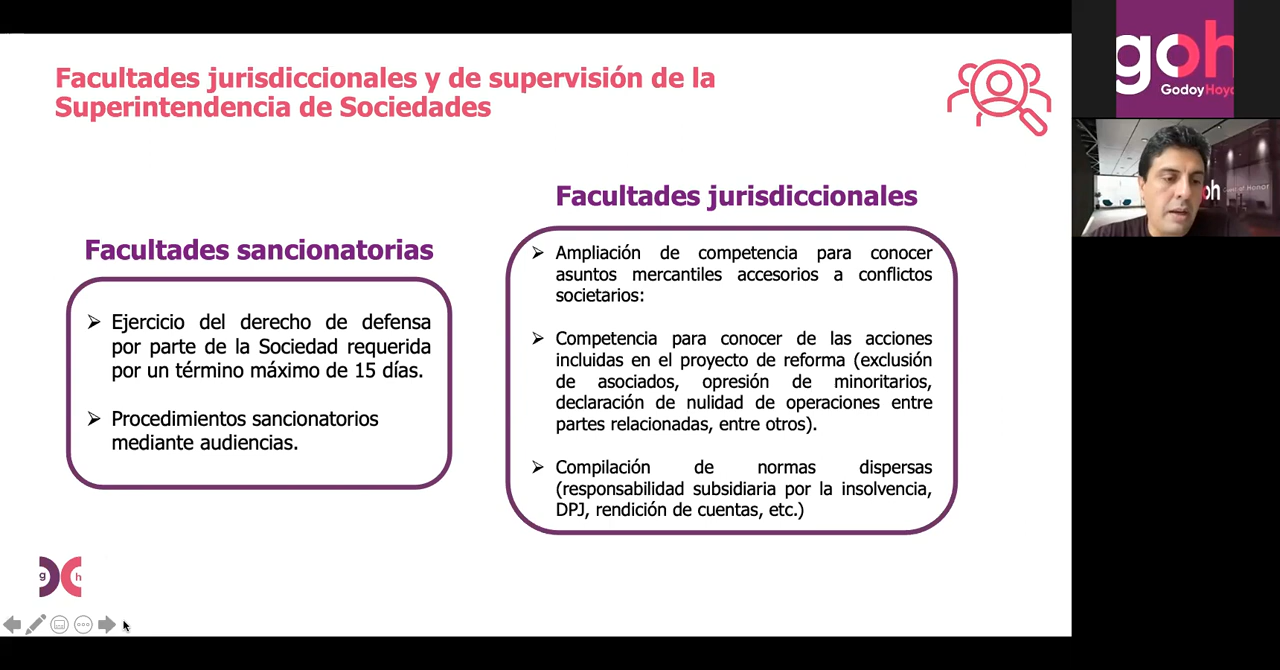 Facultades jurisdiccionales y de supervisión de la
Superintendencia de Sociedades
Facultades sancionatorias
➢ Ejercicio del derecho de defensa
por parte de la Sociedad requerida
por un término máximo de 15 días.
➢ Procedimientos sancionatorios
mediante audiencias.
Facultades jurisdiccionales
➢ Ampliación de competencia para conocer
asuntos mercantiles accesorios a conflictos
societarios:
➢ Competencia para conocer de las acciones
incluidas en el proyecto de reforma (exclusión
de asociados, opresión de minoritarios,
declaración de nulidad de operaciones entre
partes relacionadas, entre otros).
➢ Compilación de normas dispersas
(responsabilidad subsidiaria por la insolvencia,
DPJ, rendición de cuentas, etc.)
g h
goh
GodoyHoyo
oh
of Honor